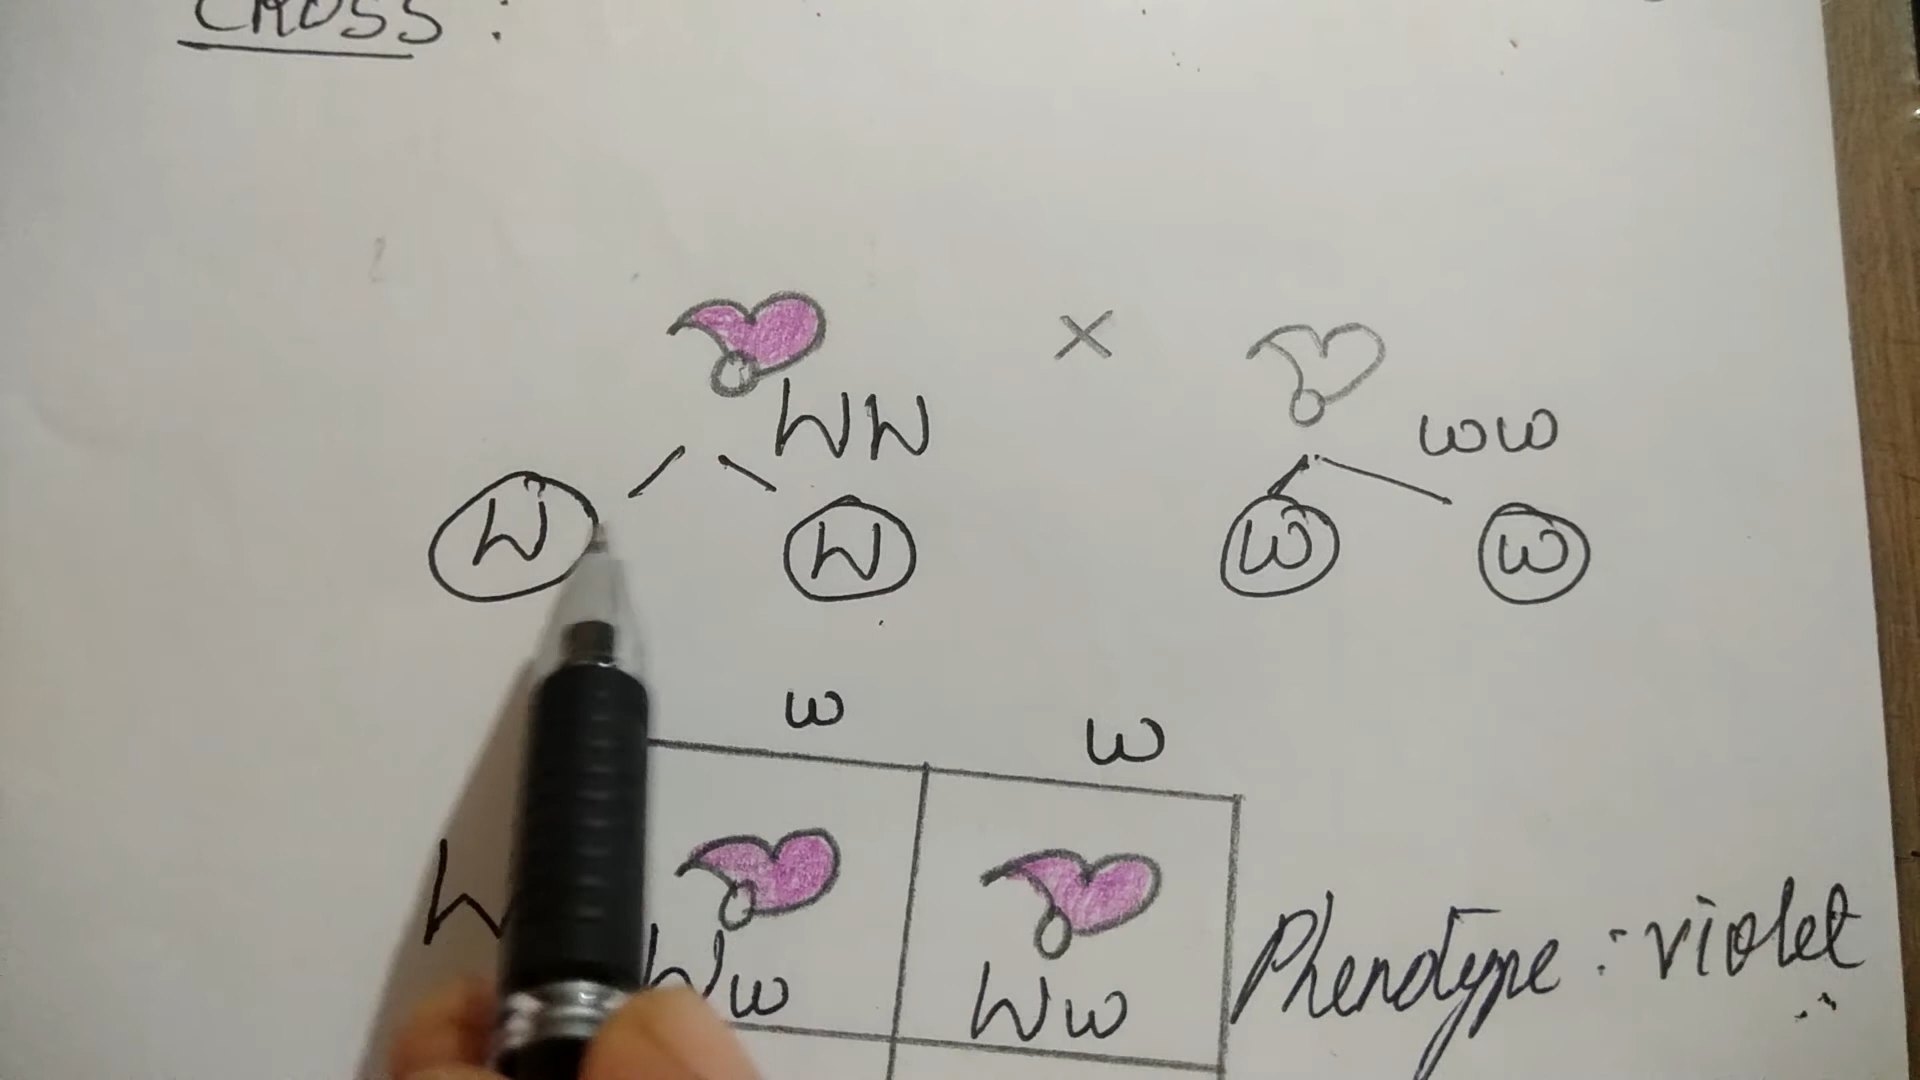 CROSS :
×
WW
ww
W W w w
w w
W
Ww Ww
Phenotype : violet